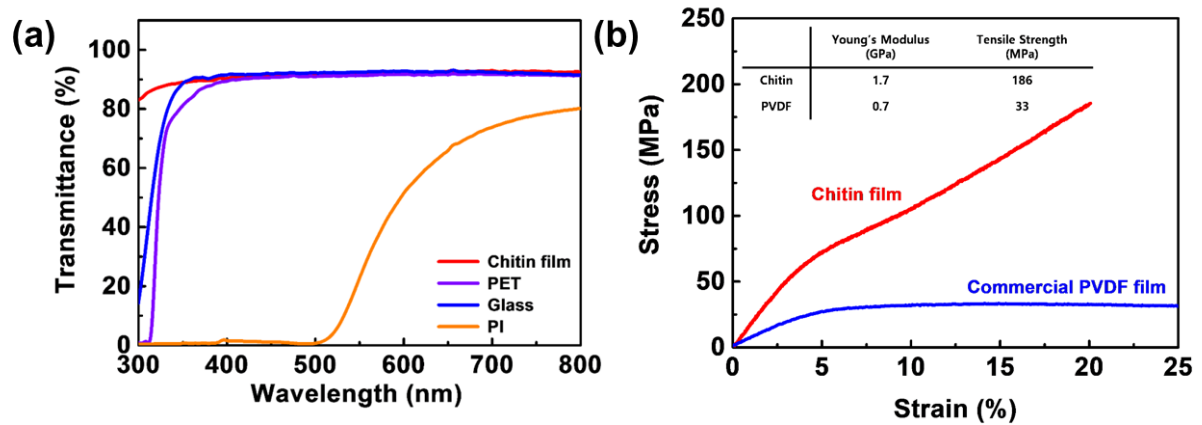 (a)
100
80
60
40
20
0
Transmittance (%)
300 400 500 600 700 800
Wavelength (nm)
Chitin film
PET
Glass
PI
(b)
250
200
150
100
50
0
Stress (MPa)
0 5 10 15 20 25
Strain (%)
Young's Modulus Tensile Strength
(GPa) (MPa)
Chitin 1.7 186
PVDF 0.7 33
Chitin film
Commercial PVDF film